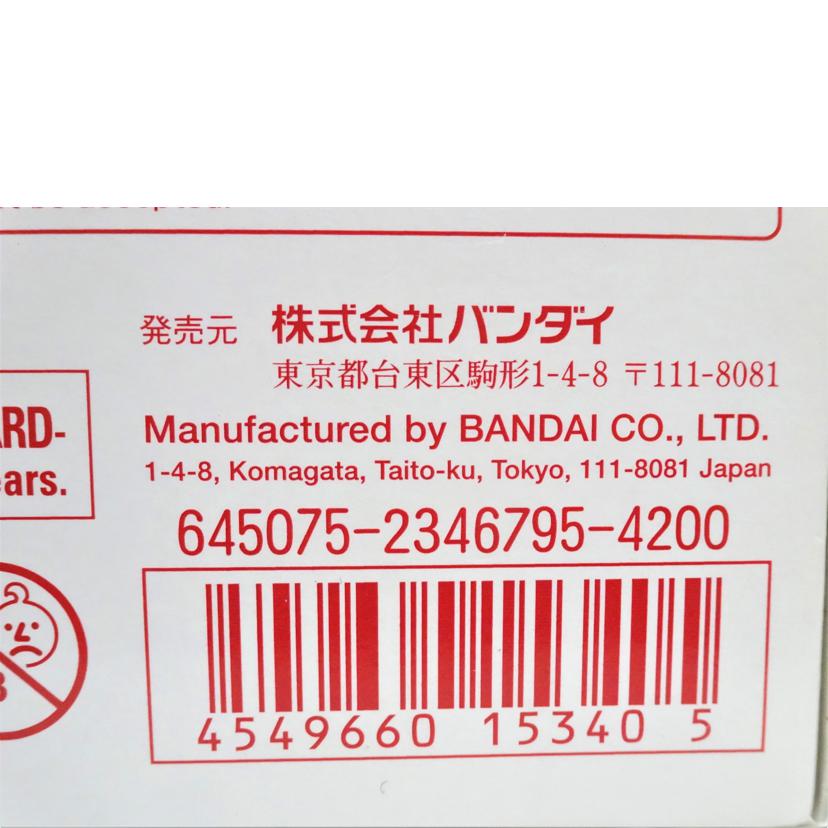 発売元 株式会社バンダイ
東京都台東区駒形1-4-8 〒111-8081
ARD-
ears.
Manufactured by BANDAI CO., LTD.
1-4-8, Komagata, Taito-ku, Tokyo, 111-8081 Japan
645075-2346795-4200
4549660 15340 5